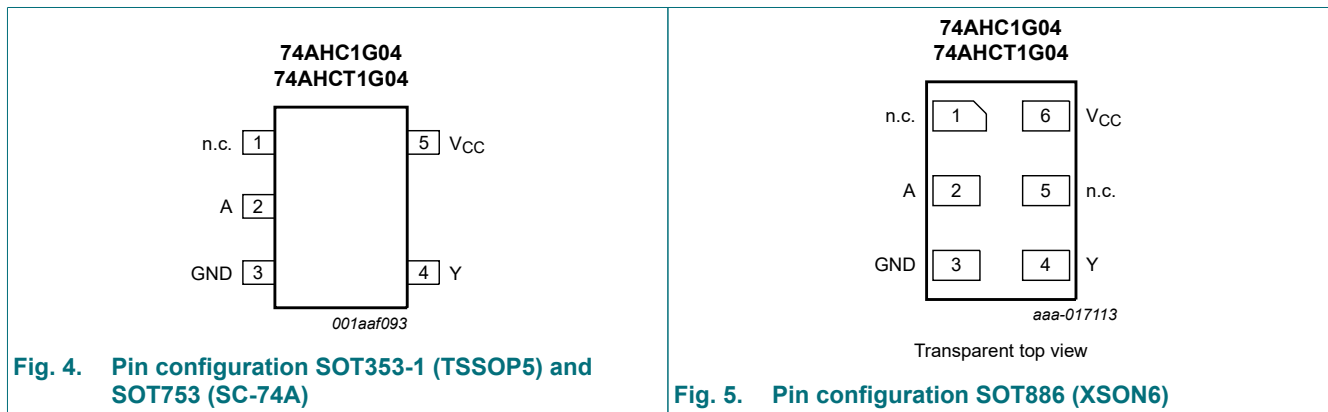 74AHC1G04
74AHCT1G04
n.c. 1
5 VCC
A 2
GND 3
4 Y
001aaf093
Fig. 4. Pin configuration SOT353-1 (TSSOP5) and
SOT753 (SC-74A)
74AHC1G04
74AHCT1G04
n.c. 1
6 VCC
A 2
5 n.c.
GND 3
4 Y
aaa-017113
Transparent top view
Fig. 5. Pin configuration SOT886 (XSON6)